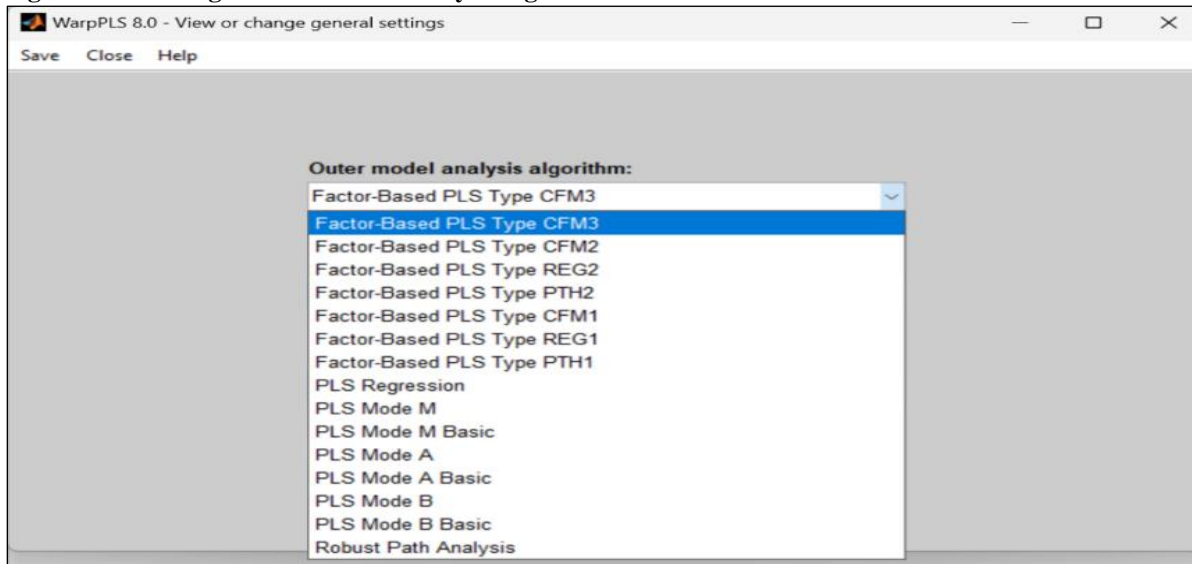 WarpPLS 8.0 - View or change general settings
Save Close Help
Outer model analysis algorithm:
Factor-Based PLS Type CFM3
Factor-Based PLS Type CFM3
Factor-Based PLS Type CFM2
Factor-Based PLS Type REG2
Factor-Based PLS Type PTH2
Factor-Based PLS Type CFM1
Factor-Based PLS Type REG1
Factor-Based PLS Type PTH1
PLS Regression
PLS Mode M
PLS Mode M Basic
PLS Mode A
PLS Mode A Basic
PLS Mode B
PLS Mode B Basic
Robust Path Analysis